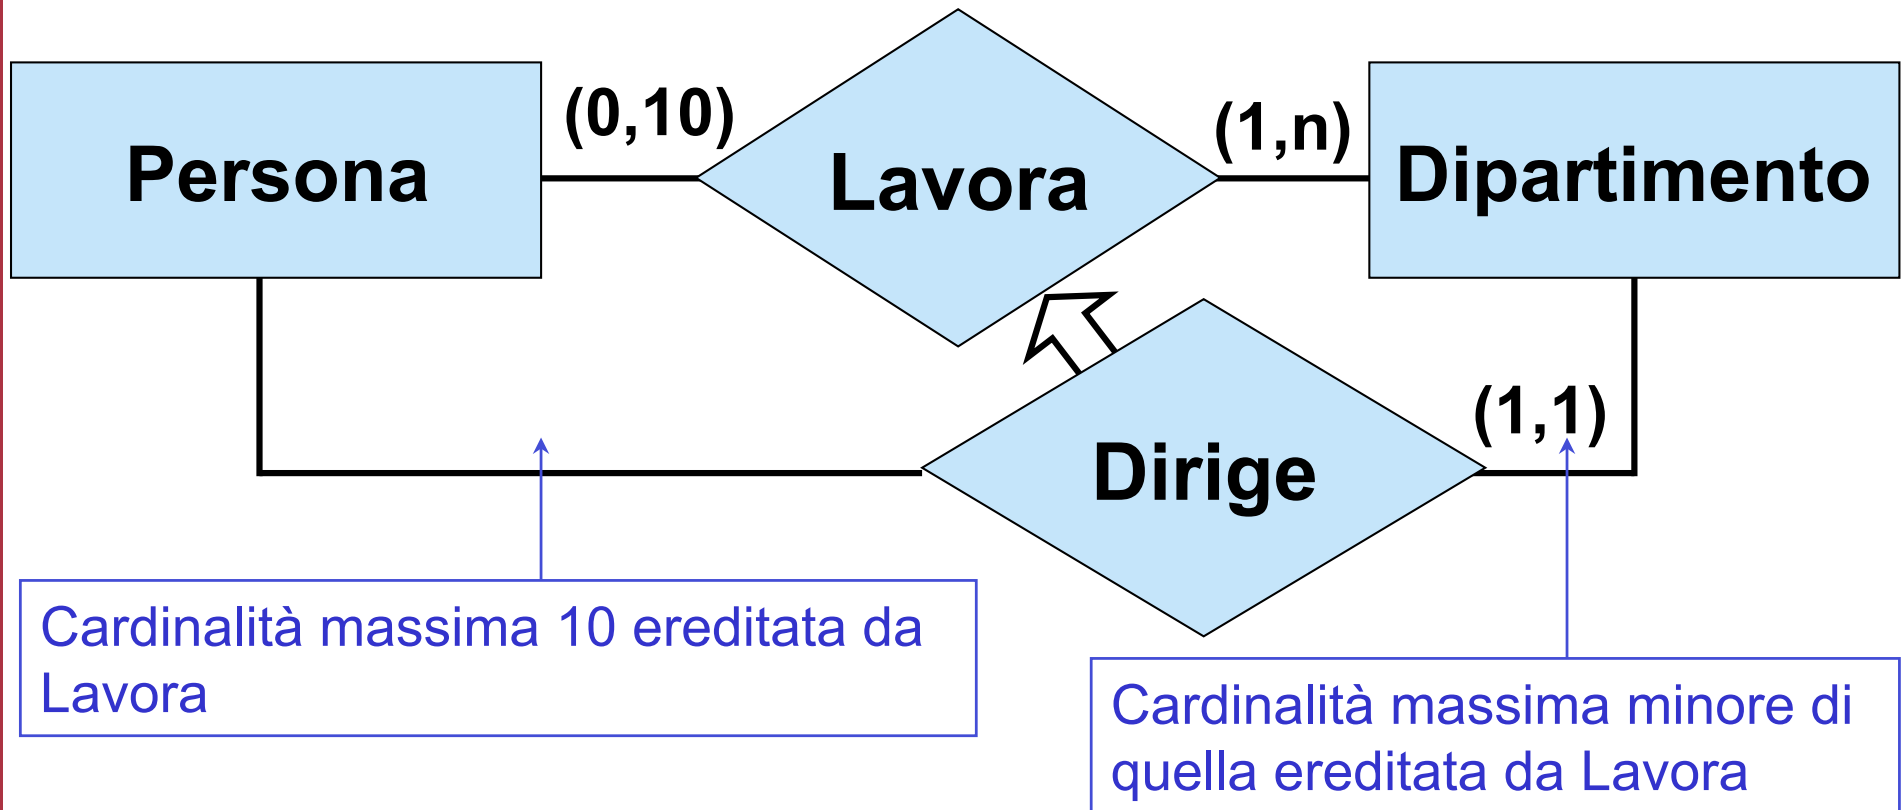 (0,10)
(1,n)
Persona
Lavora
Dipartimento
(1,1)
Dirige
Cardinalità massima 10 ereditata da
Lavora
Cardinalità massima minore di
quella ereditata da Lavora